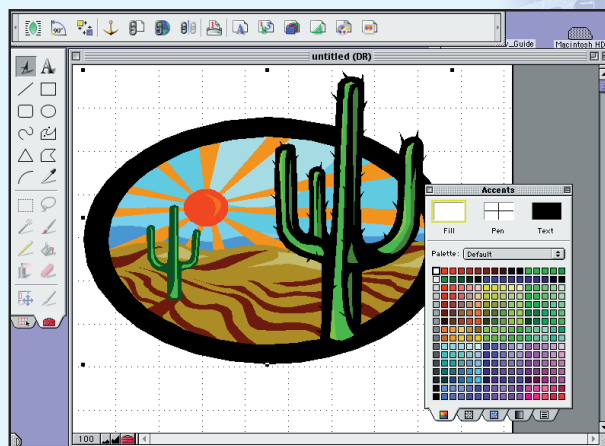 _Guide
Macintosh HD
untitled (DR)
A
Accents
Fill
Pen
Text
Palette:
Default
100